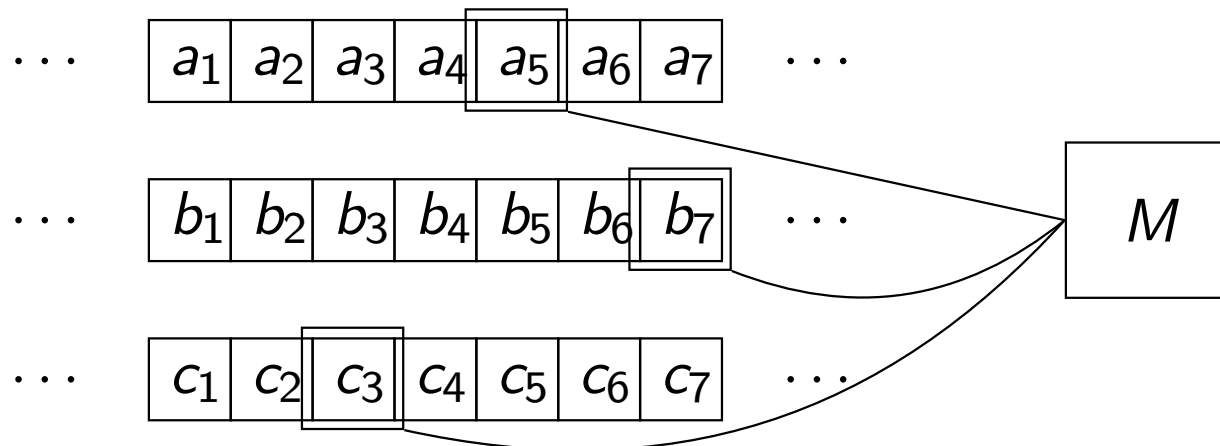 ... a₁ a₂ a₃ a₄ a₅ a₆ a₇ ...
... b₁ b₂ b₃ b₄ b₅ b₆ b₇ ...
M
... c₁ c₂ c₃ c₄ c₅ c₆ c₇ ...